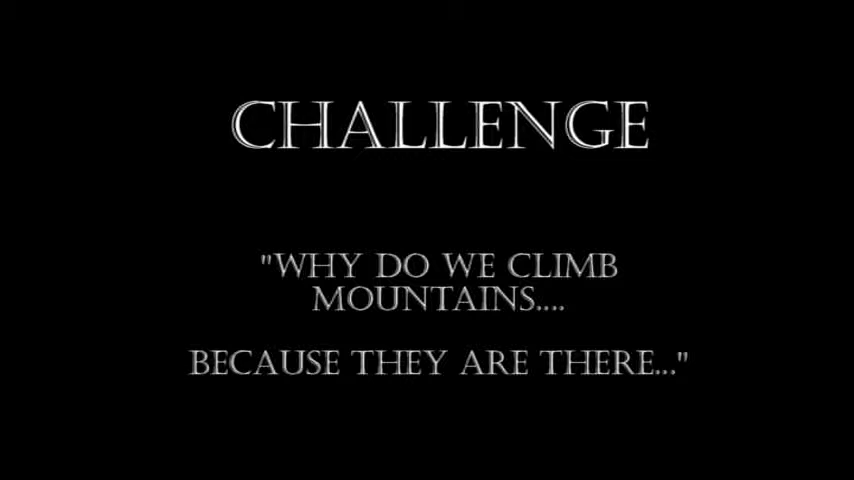 CHALLENGE
"WHY DO WE CLIMB
MOUNTAINS....
BECAUSE THEY ARE THERE..."